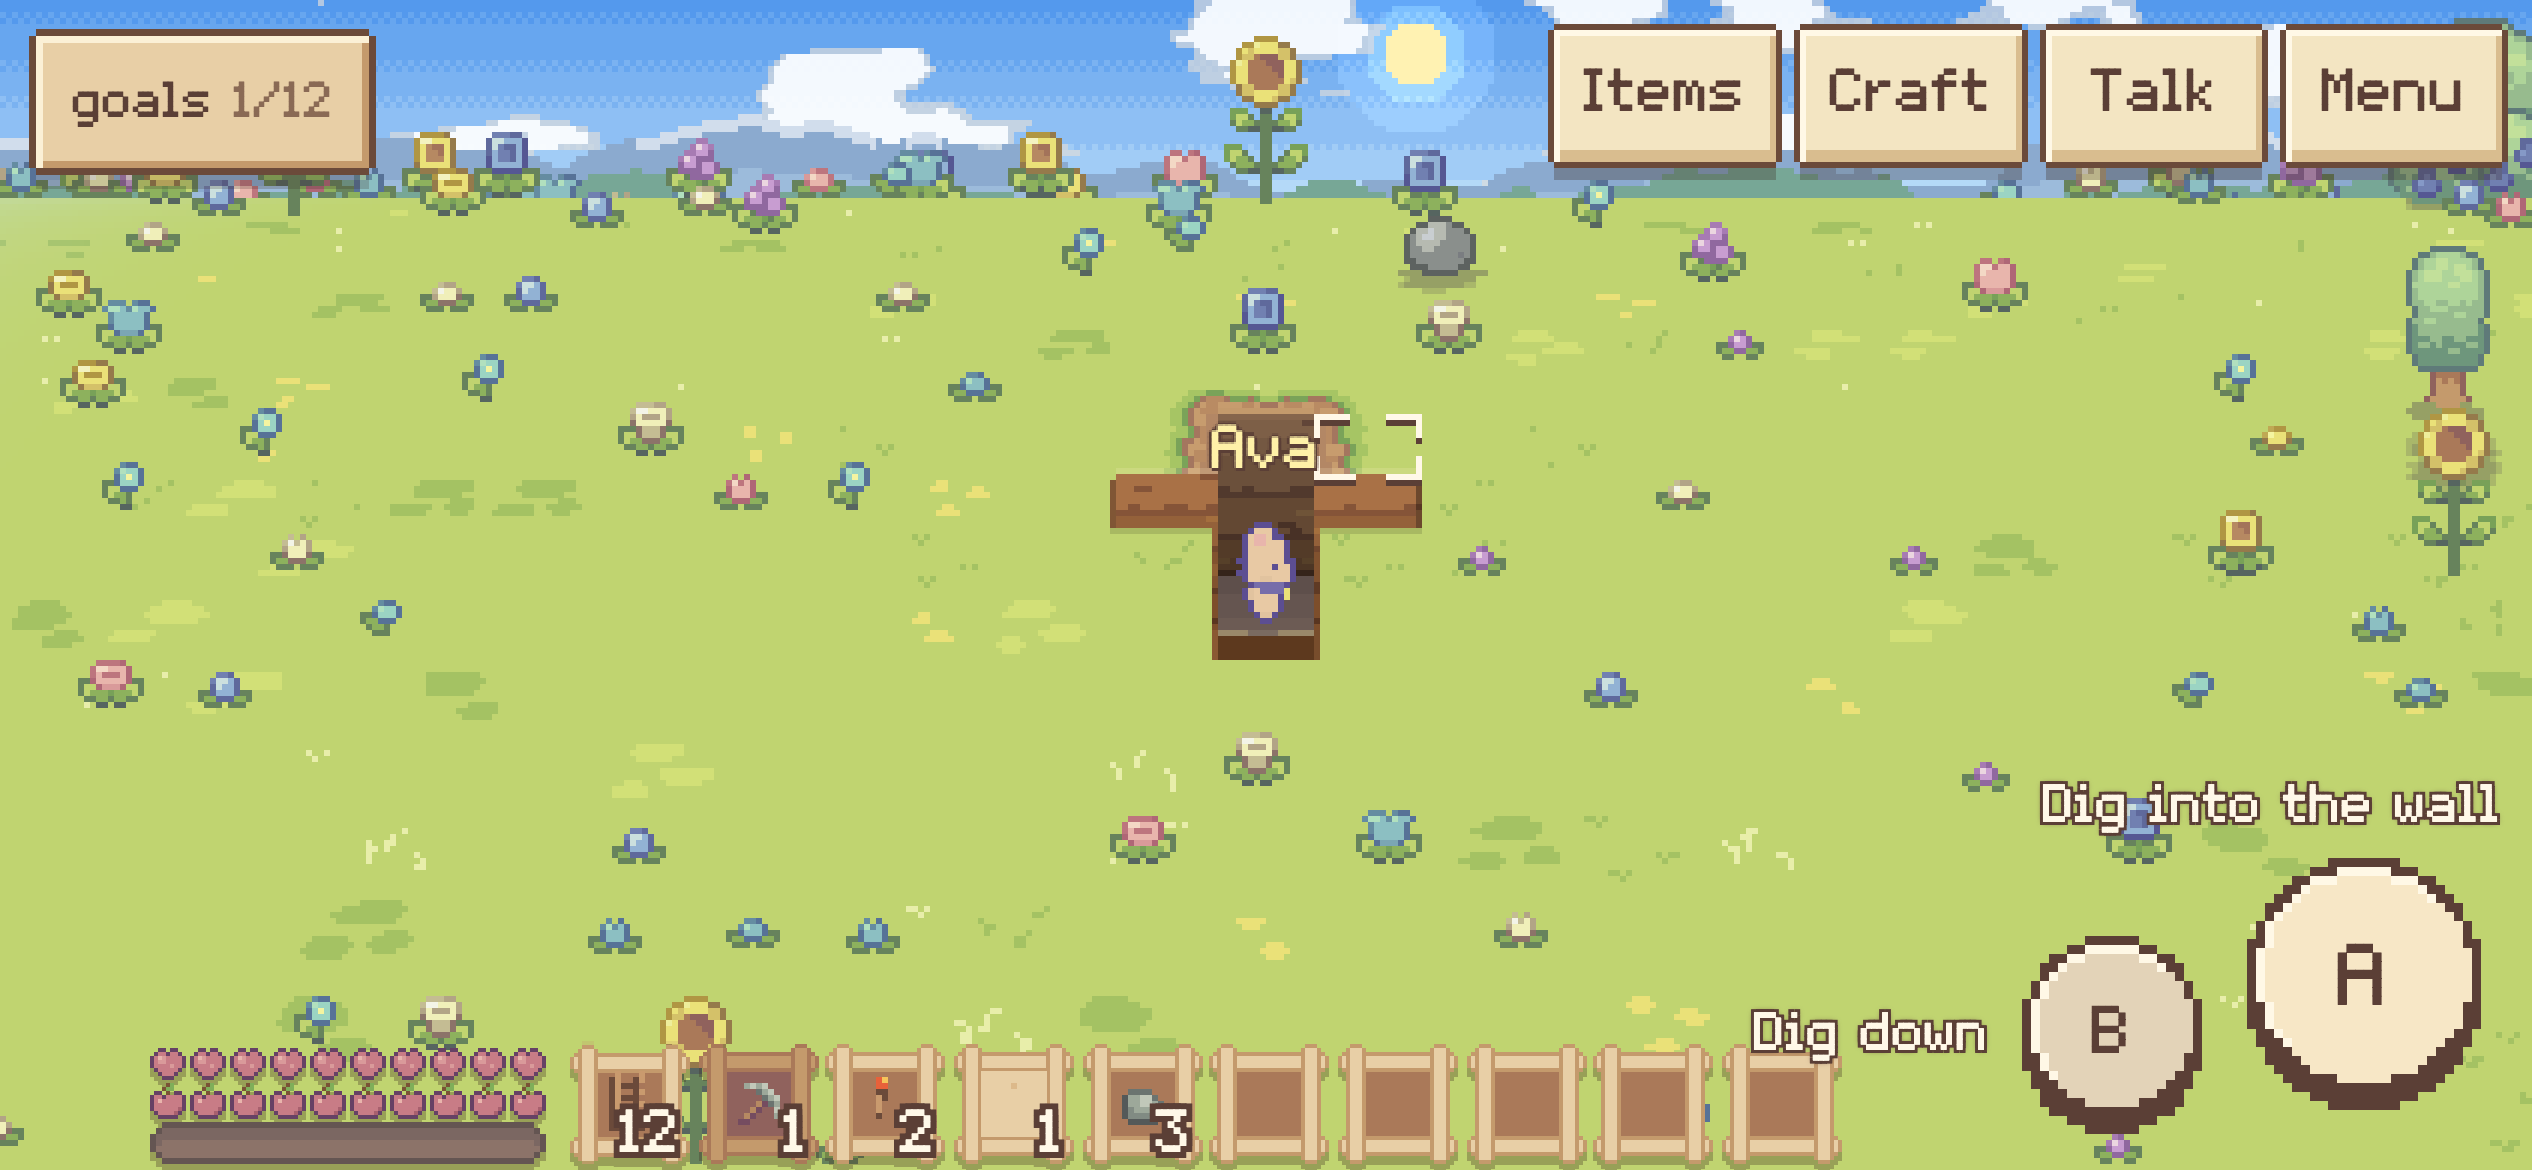 goals 1/12
Items
Craft
Talk
Menu
Ava
Dig into the wall
A
B
Dig down
12
1
2
1
3